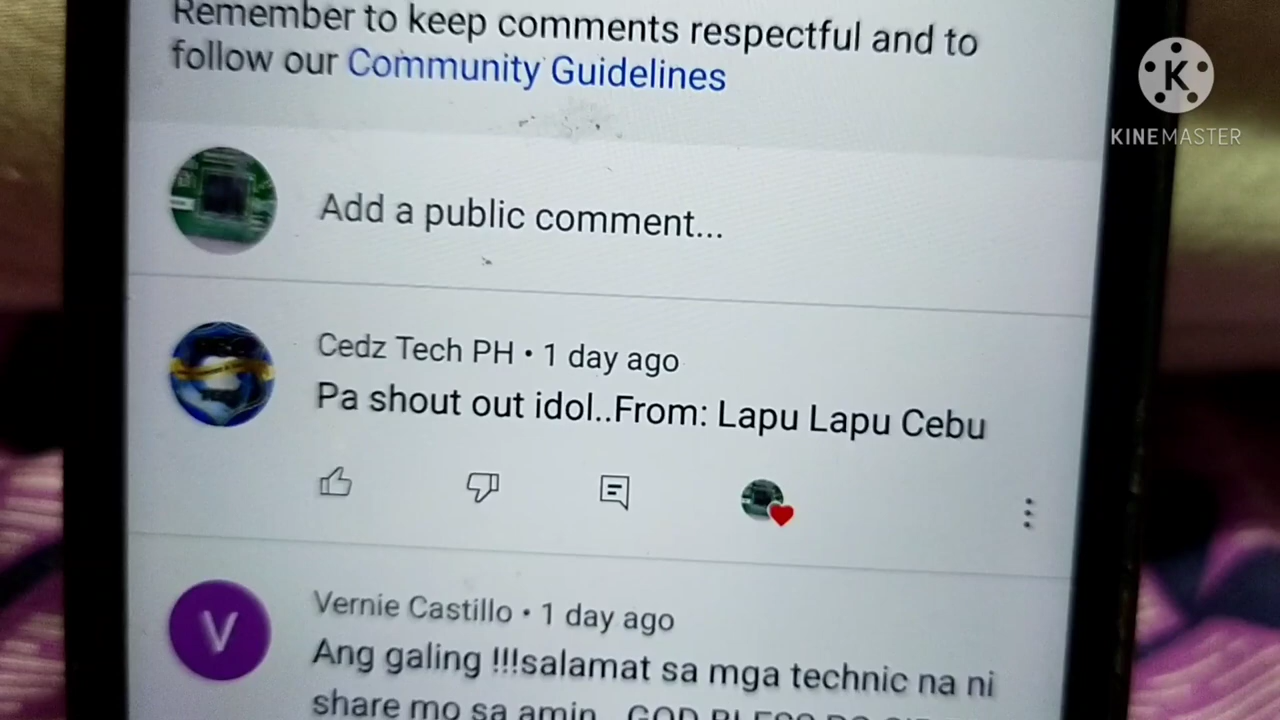 Remember to keep comments respectful and to
follow our Community Guidelines
K
KINEMASTER
Add a public comment...
Cedz Tech PH • 1 day ago
Pa shout out idol..From: Lapu Lapu Cebu
V
Vernie Castillo • 1 day ago
Ang galing !!!salamat sa mga technic na ni
share mo sa amin